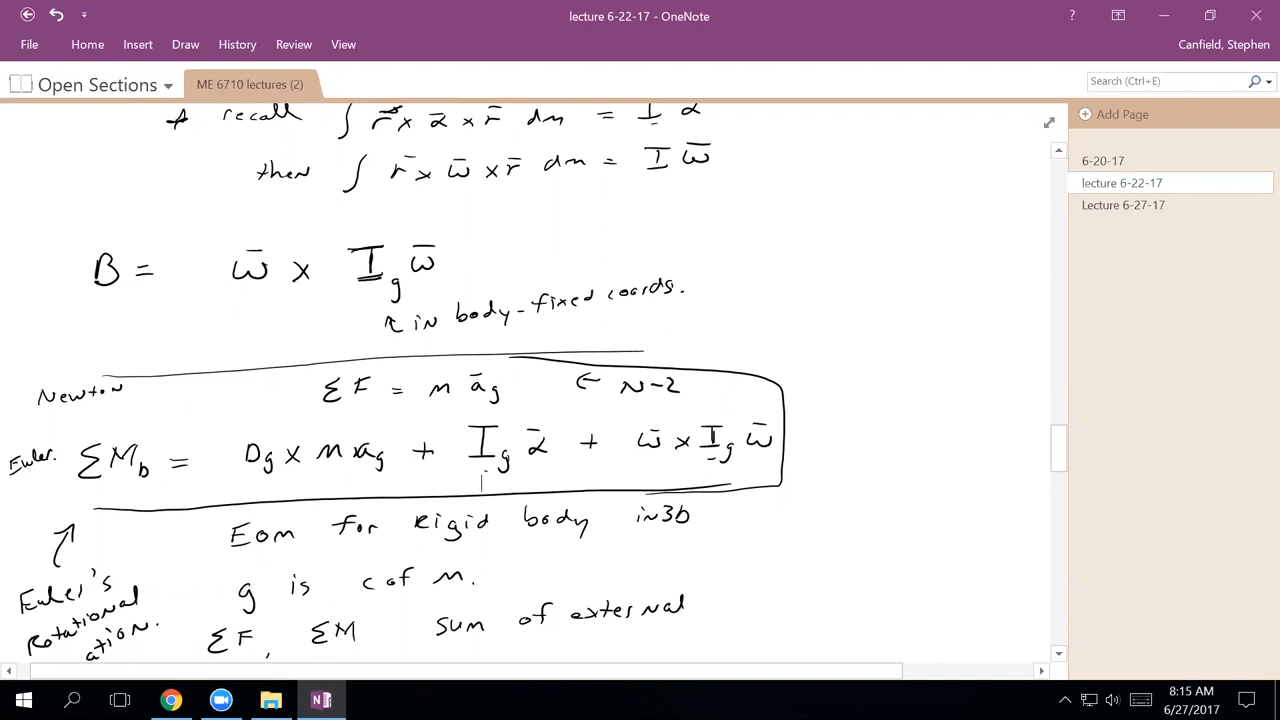 lecture 6-22-17 - OneNote
File Home Insert Draw History Review View
Canfield, Stephen
Open Sections
ME 6710 lectures (2)
Search (Ctrl+E)
Add Page
6-20-17
lecture 6-22-17
Lecture 6-27-17
recall ∫ r̄ × ᾱ × r̄ dm = I α
then ∫ r̄ × ω̄ × r̄ dm = I ω̄
B = ω̄ × I_g ω̄
in body-fixed coords.
Newton ΣF = m ā_g ← N-2
Euler. ΣM_b = D_g × m a_g + I_g ᾱ + ω̄ × I_g ω̄
Eom for Rigid body in 3D
g is c of m.
Euler's
Rotational
ation.
ΣF, ΣM sum of external
8:15 AM
6/27/2017